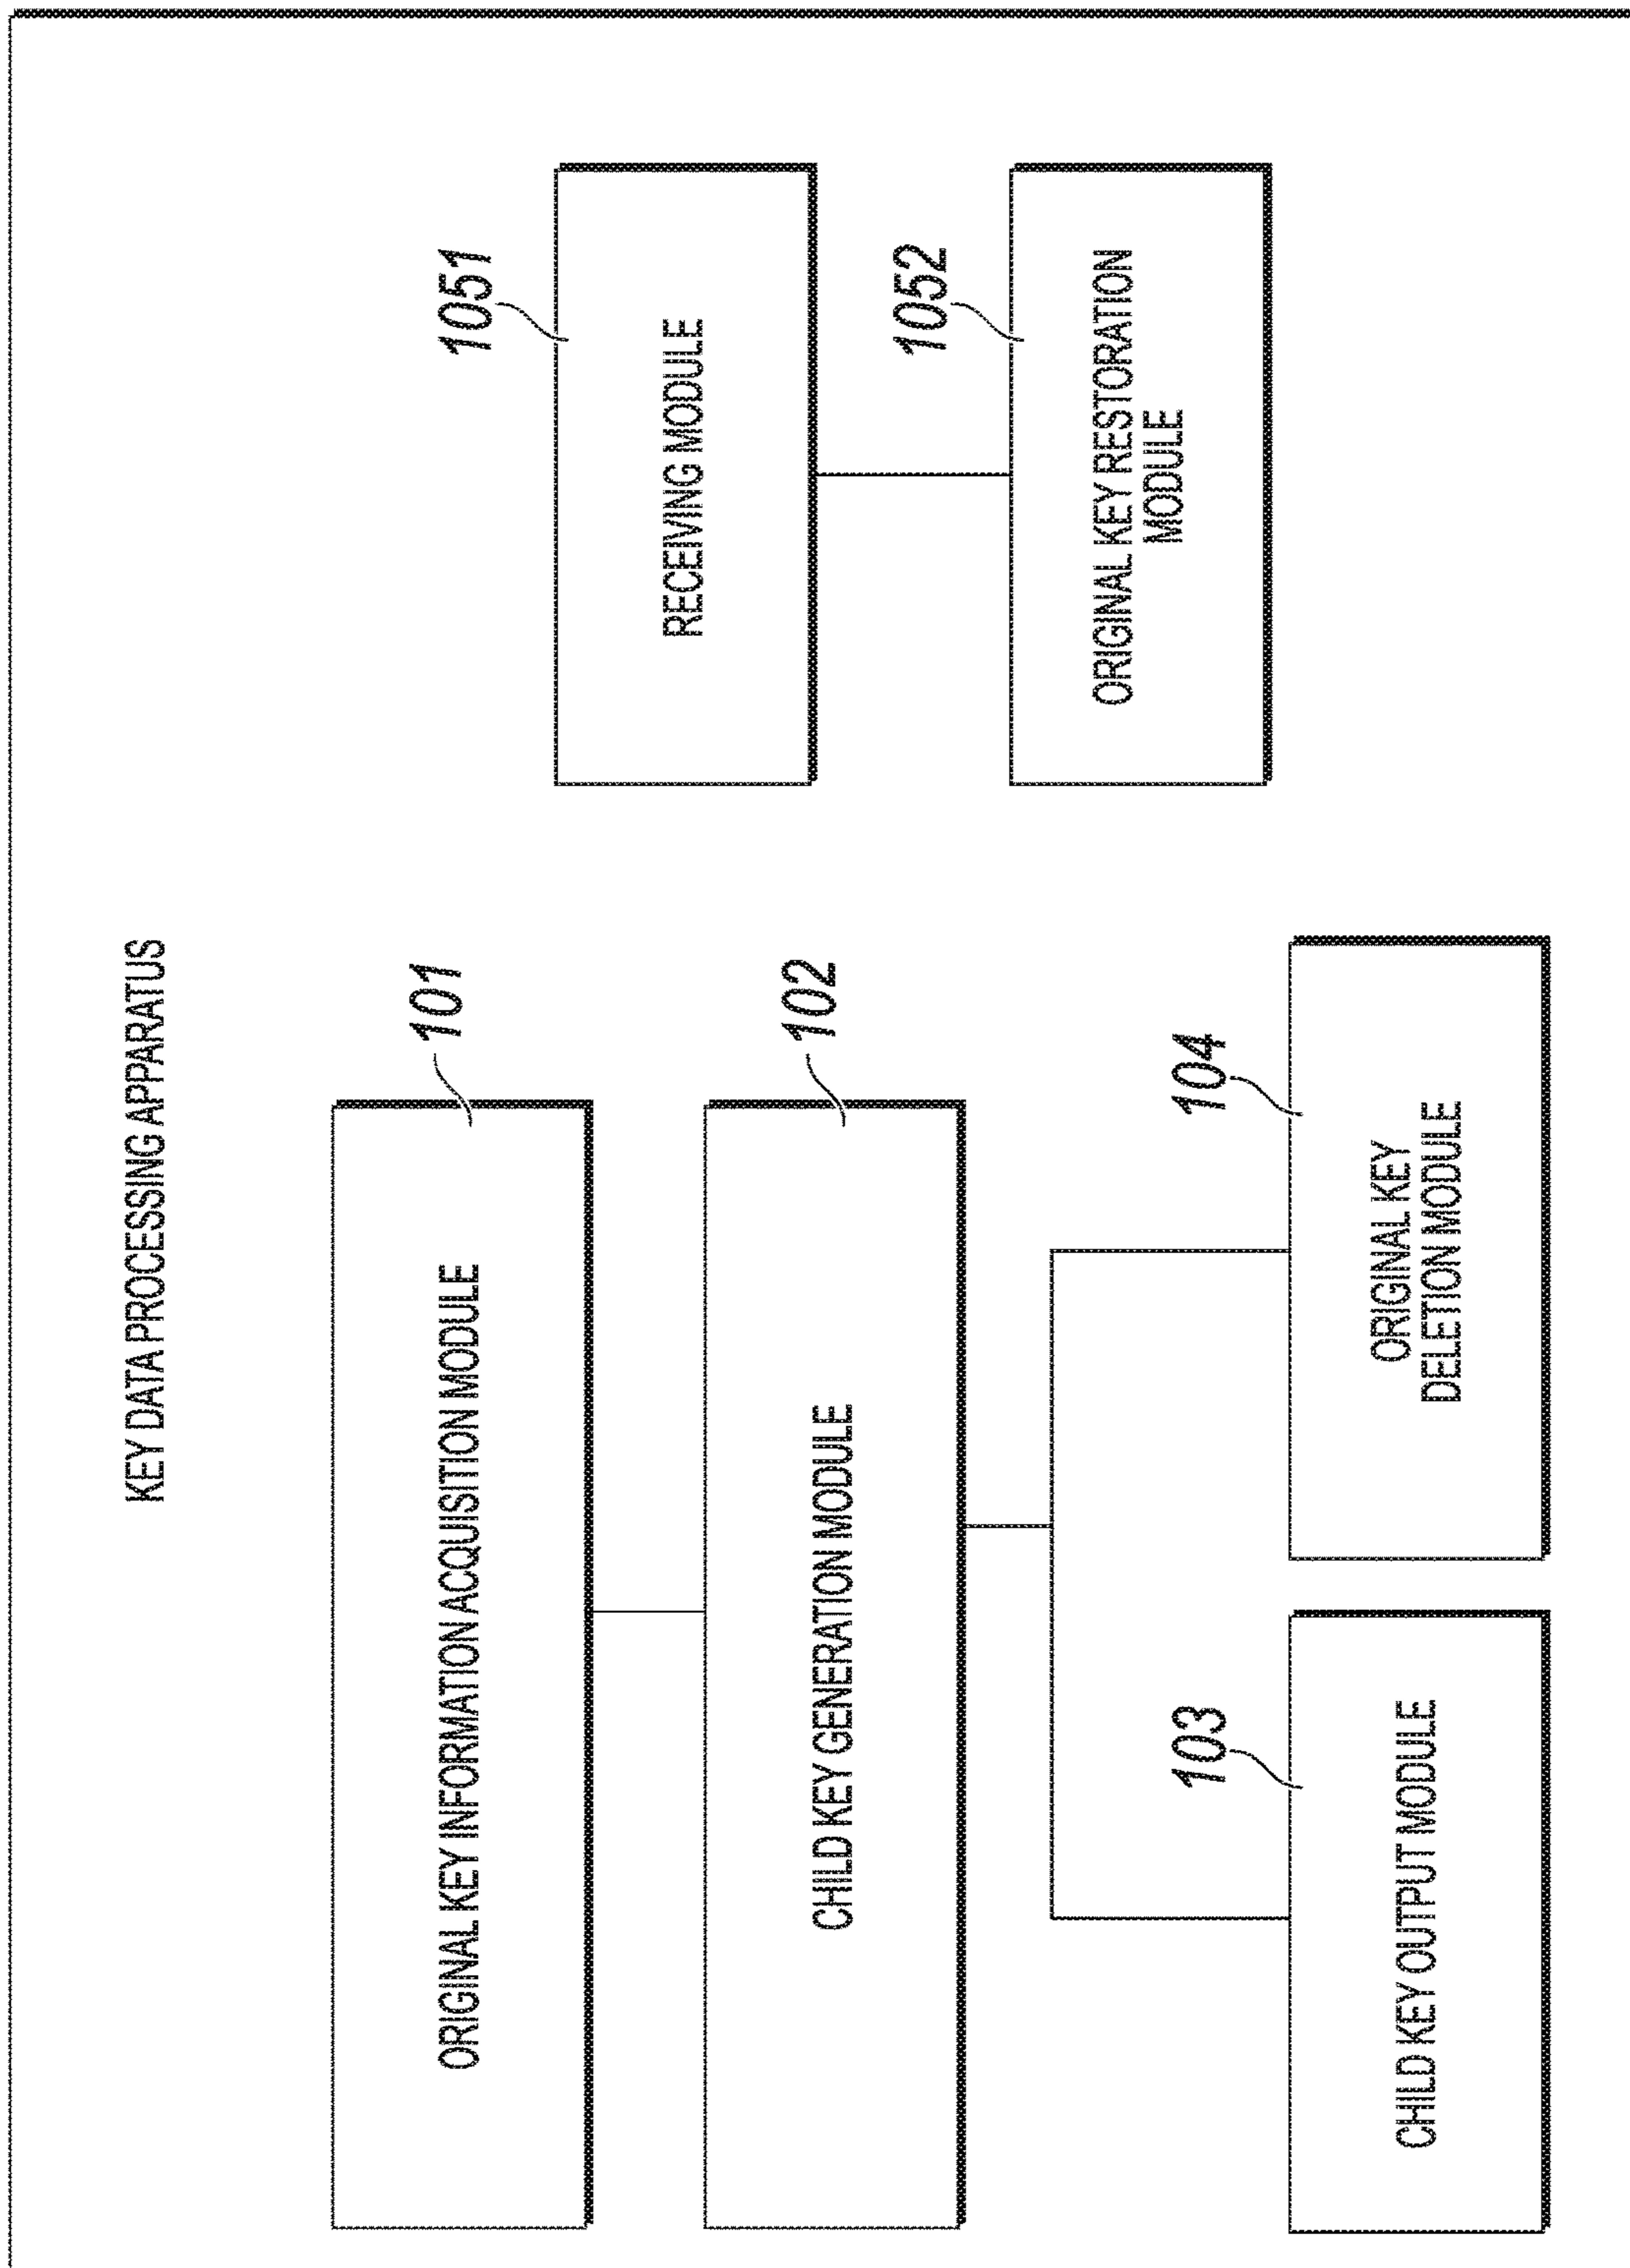 KEY DATA PROCESSING APPARATUS
101
ORIGINAL KEY INFORMATION ACQUISITION MODULE
102
CHILD KEY GENERATION MODULE
103
CHILD KEY OUTPUT MODULE
104
ORIGINAL KEY
DELETION MODULE
1051
RECEIVING MODULE
1052
ORIGINAL KEY RESTORATION
MODULE